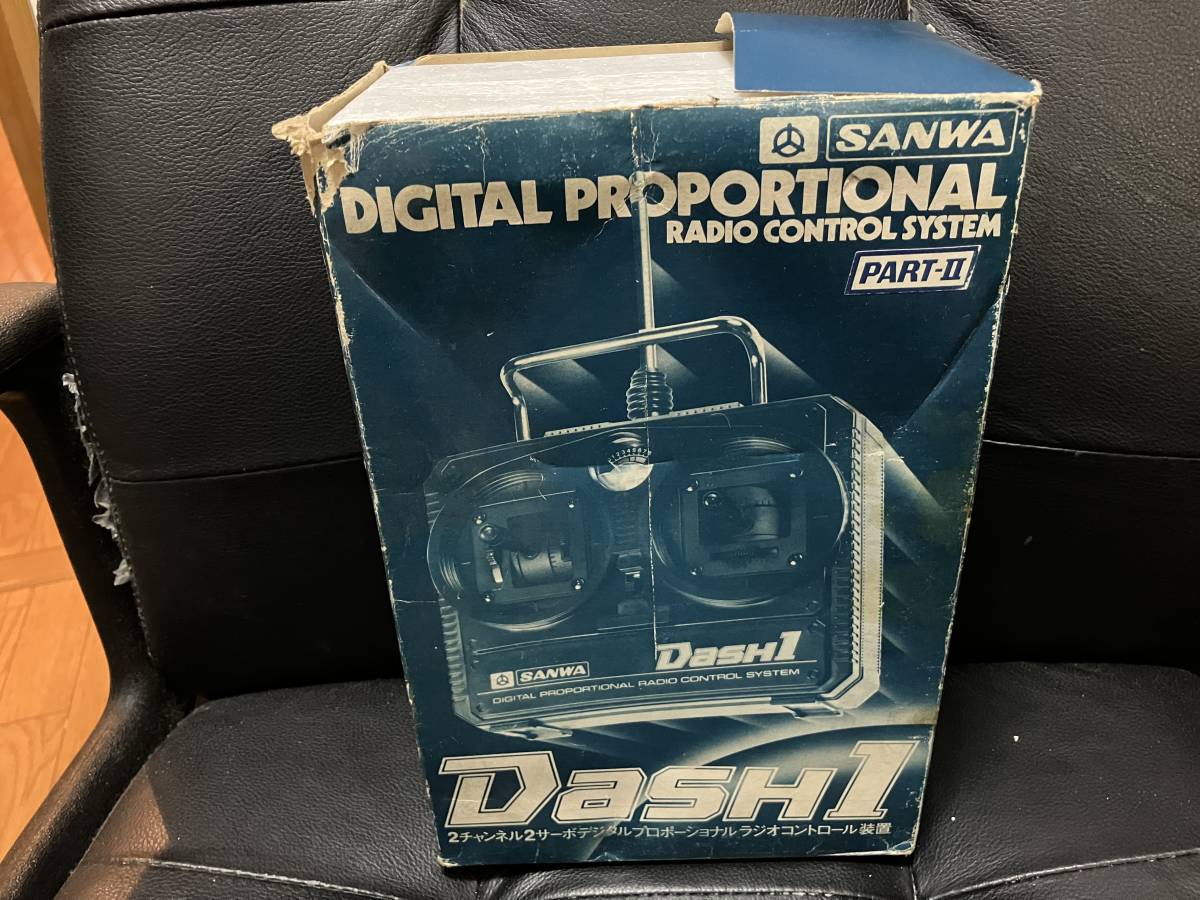 SANWA
DIGITAL PROPORTIONAL
RADIO CONTROL SYSTEM
PART-II
DASH1
SANWA
DIGITAL PROPORTIONAL RADIO CONTROL SYSTEM
DASH1
2チャンネル2サーボデジタルプロポーショナルラジオコントロール装置